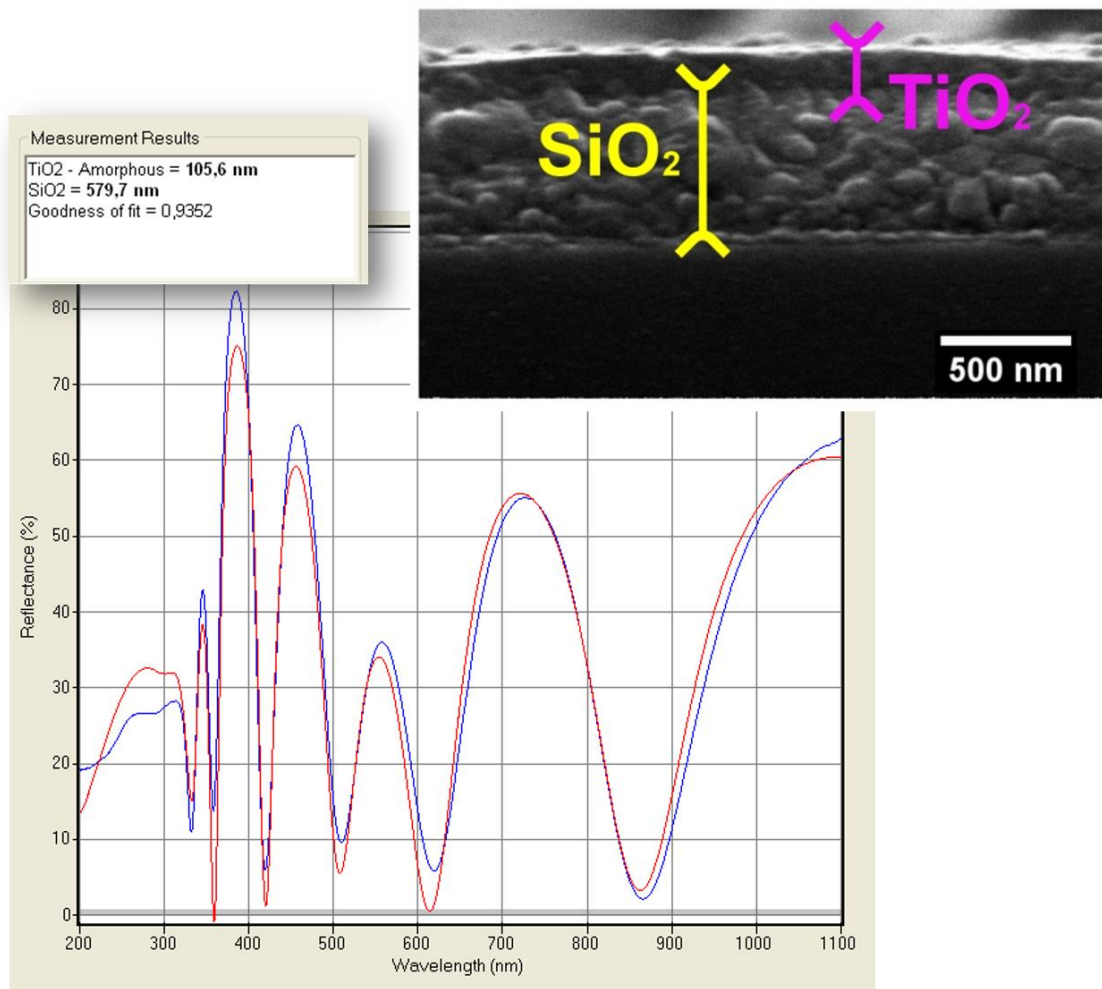 Measurement Results
TiO2 - Amorphous = 105,6 nm
SiO2 = 579,7 nm
Goodness of fit = 0,9352
SiO₂
TiO₂
500 nm
80
70
60
50
40
30
20
10
0
Reflectance (%)
200 300 400 500 600 700 800 900 1000 1100
Wavelength (nm)